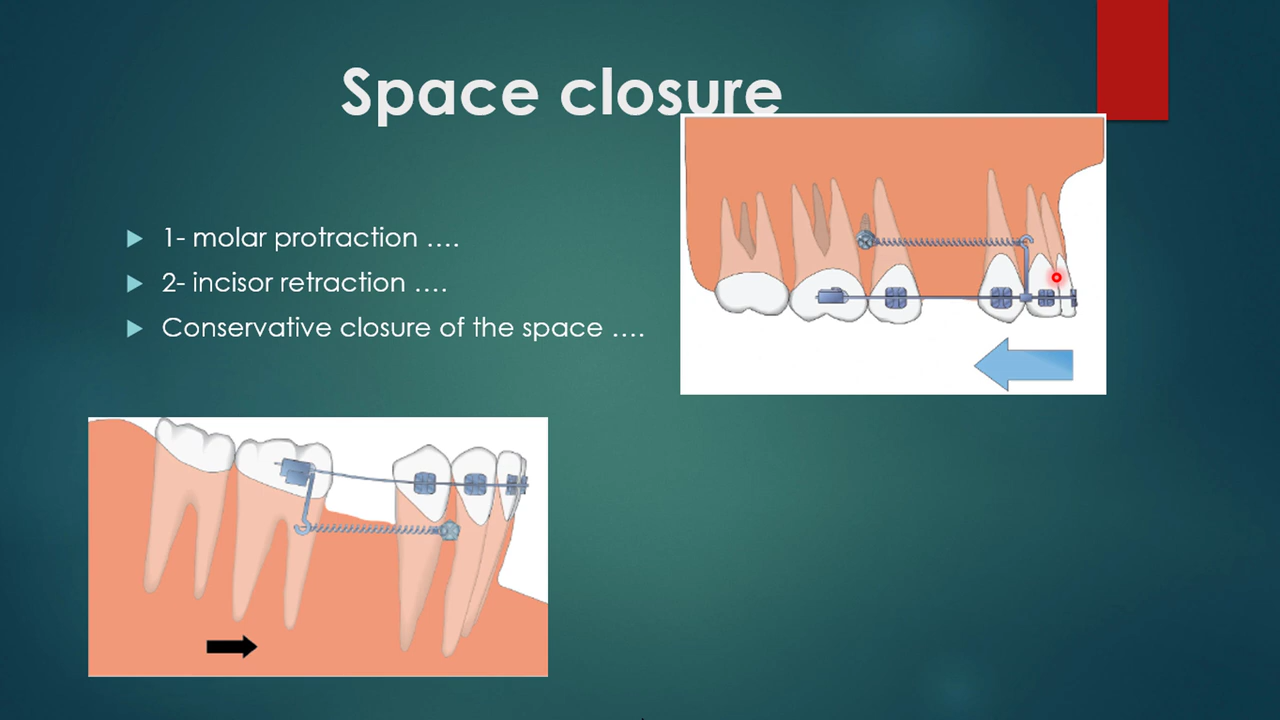 Space closure
1- molar protraction ....
2- incisor retraction ....
Conservative closure of the space ....